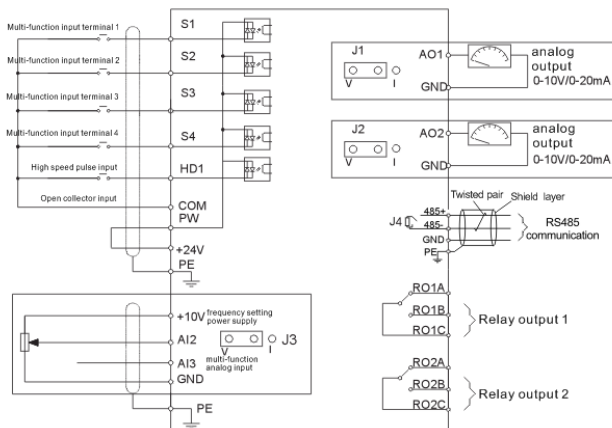 Multi-function input terminal 1
S1
Multi-function input terminal 2
S2
Multi-function input terminal 3
S3
Multi-function input terminal 4
S4
High speed pulse input
HD1
Open collector input
COM
PW
+24V
PE
+10V
frequency setting
power supply
AI2
V
I
J3
multi-function
analog input
AI3
GND
PE
J1
V
I
AO1
GND
analog
output
0-10V/0-20mA
J2
V
I
AO2
GND
analog
output
0-10V/0-20mA
Twisted pair
Shield layer
J4
485+
485-
GND
PE
RS485
communication
RO1A
RO1B
RO1C
Relay output 1
RO2A
RO2B
RO2C
Relay output 2